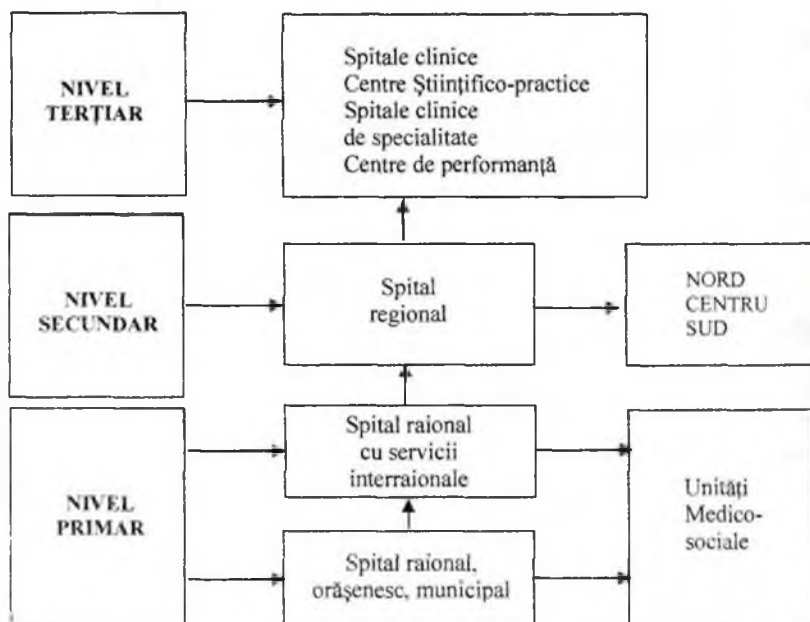 NIVEL
TERȚIAR
Spitale clinice
Centre Științifico-practice
Spitale clinice
de specialitate
Centre de performanță
NIVEL
SECUNDAR
Spital
regional
NORD
CENTRU
SUD
NIVEL
PRIMAR
Spital raional
cu servicii
interraionale
Spital raional,
orășenesc, municipal
Unități
Medico-
sociale